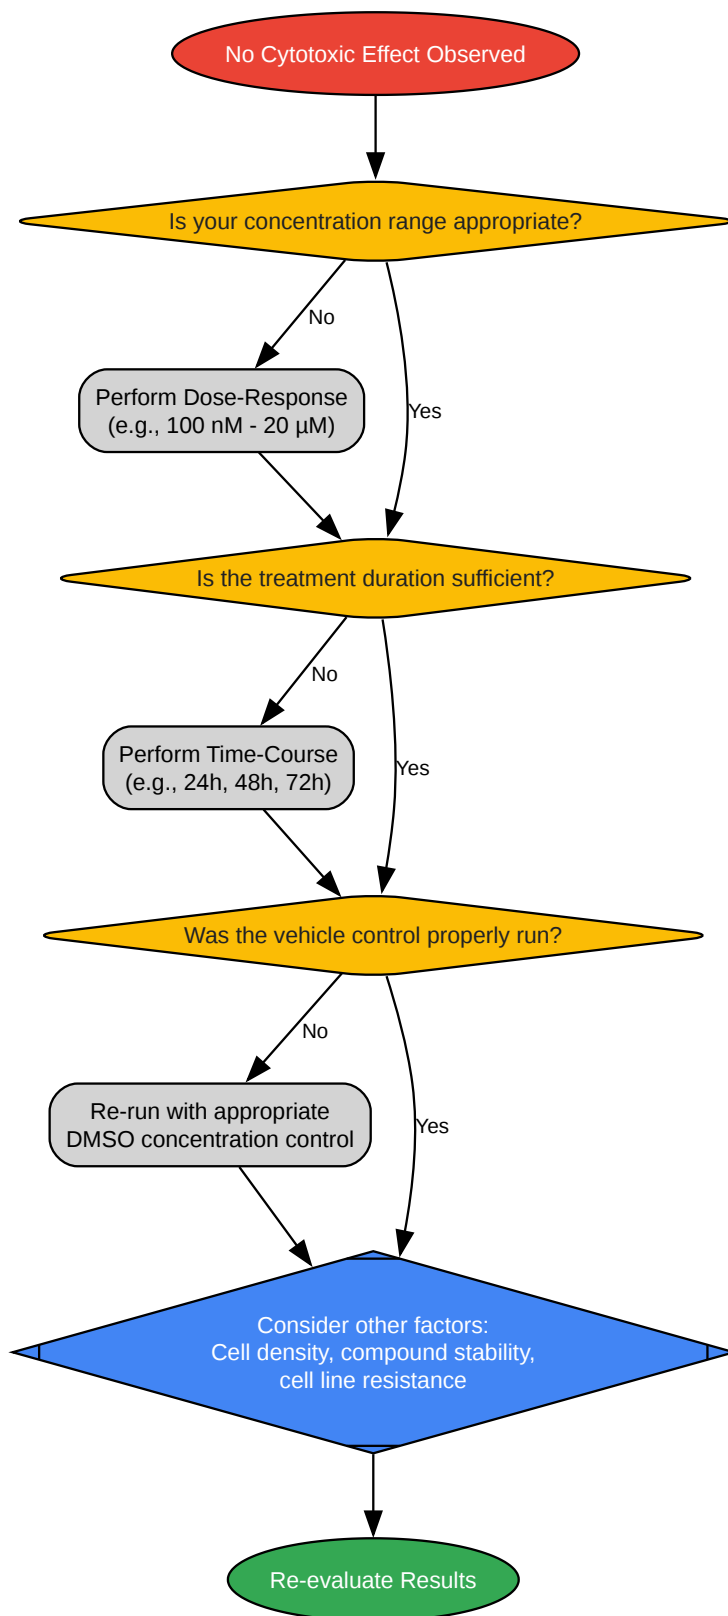 No Cytotoxic Effect Observed
Is your concentration range appropriate?
No
Perform Dose-Response
(e.g., 100 nM - 20 µM)
Yes
Is the treatment duration sufficient?
No
Perform Time-Course
(e.g., 24h, 48h, 72h)
Yes
Was the vehicle control properly run?
No
Re-run with appropriate
DMSO concentration control
Yes
Consider other factors:
Cell density, compound stability,
cell line resistance
Re-evaluate Results